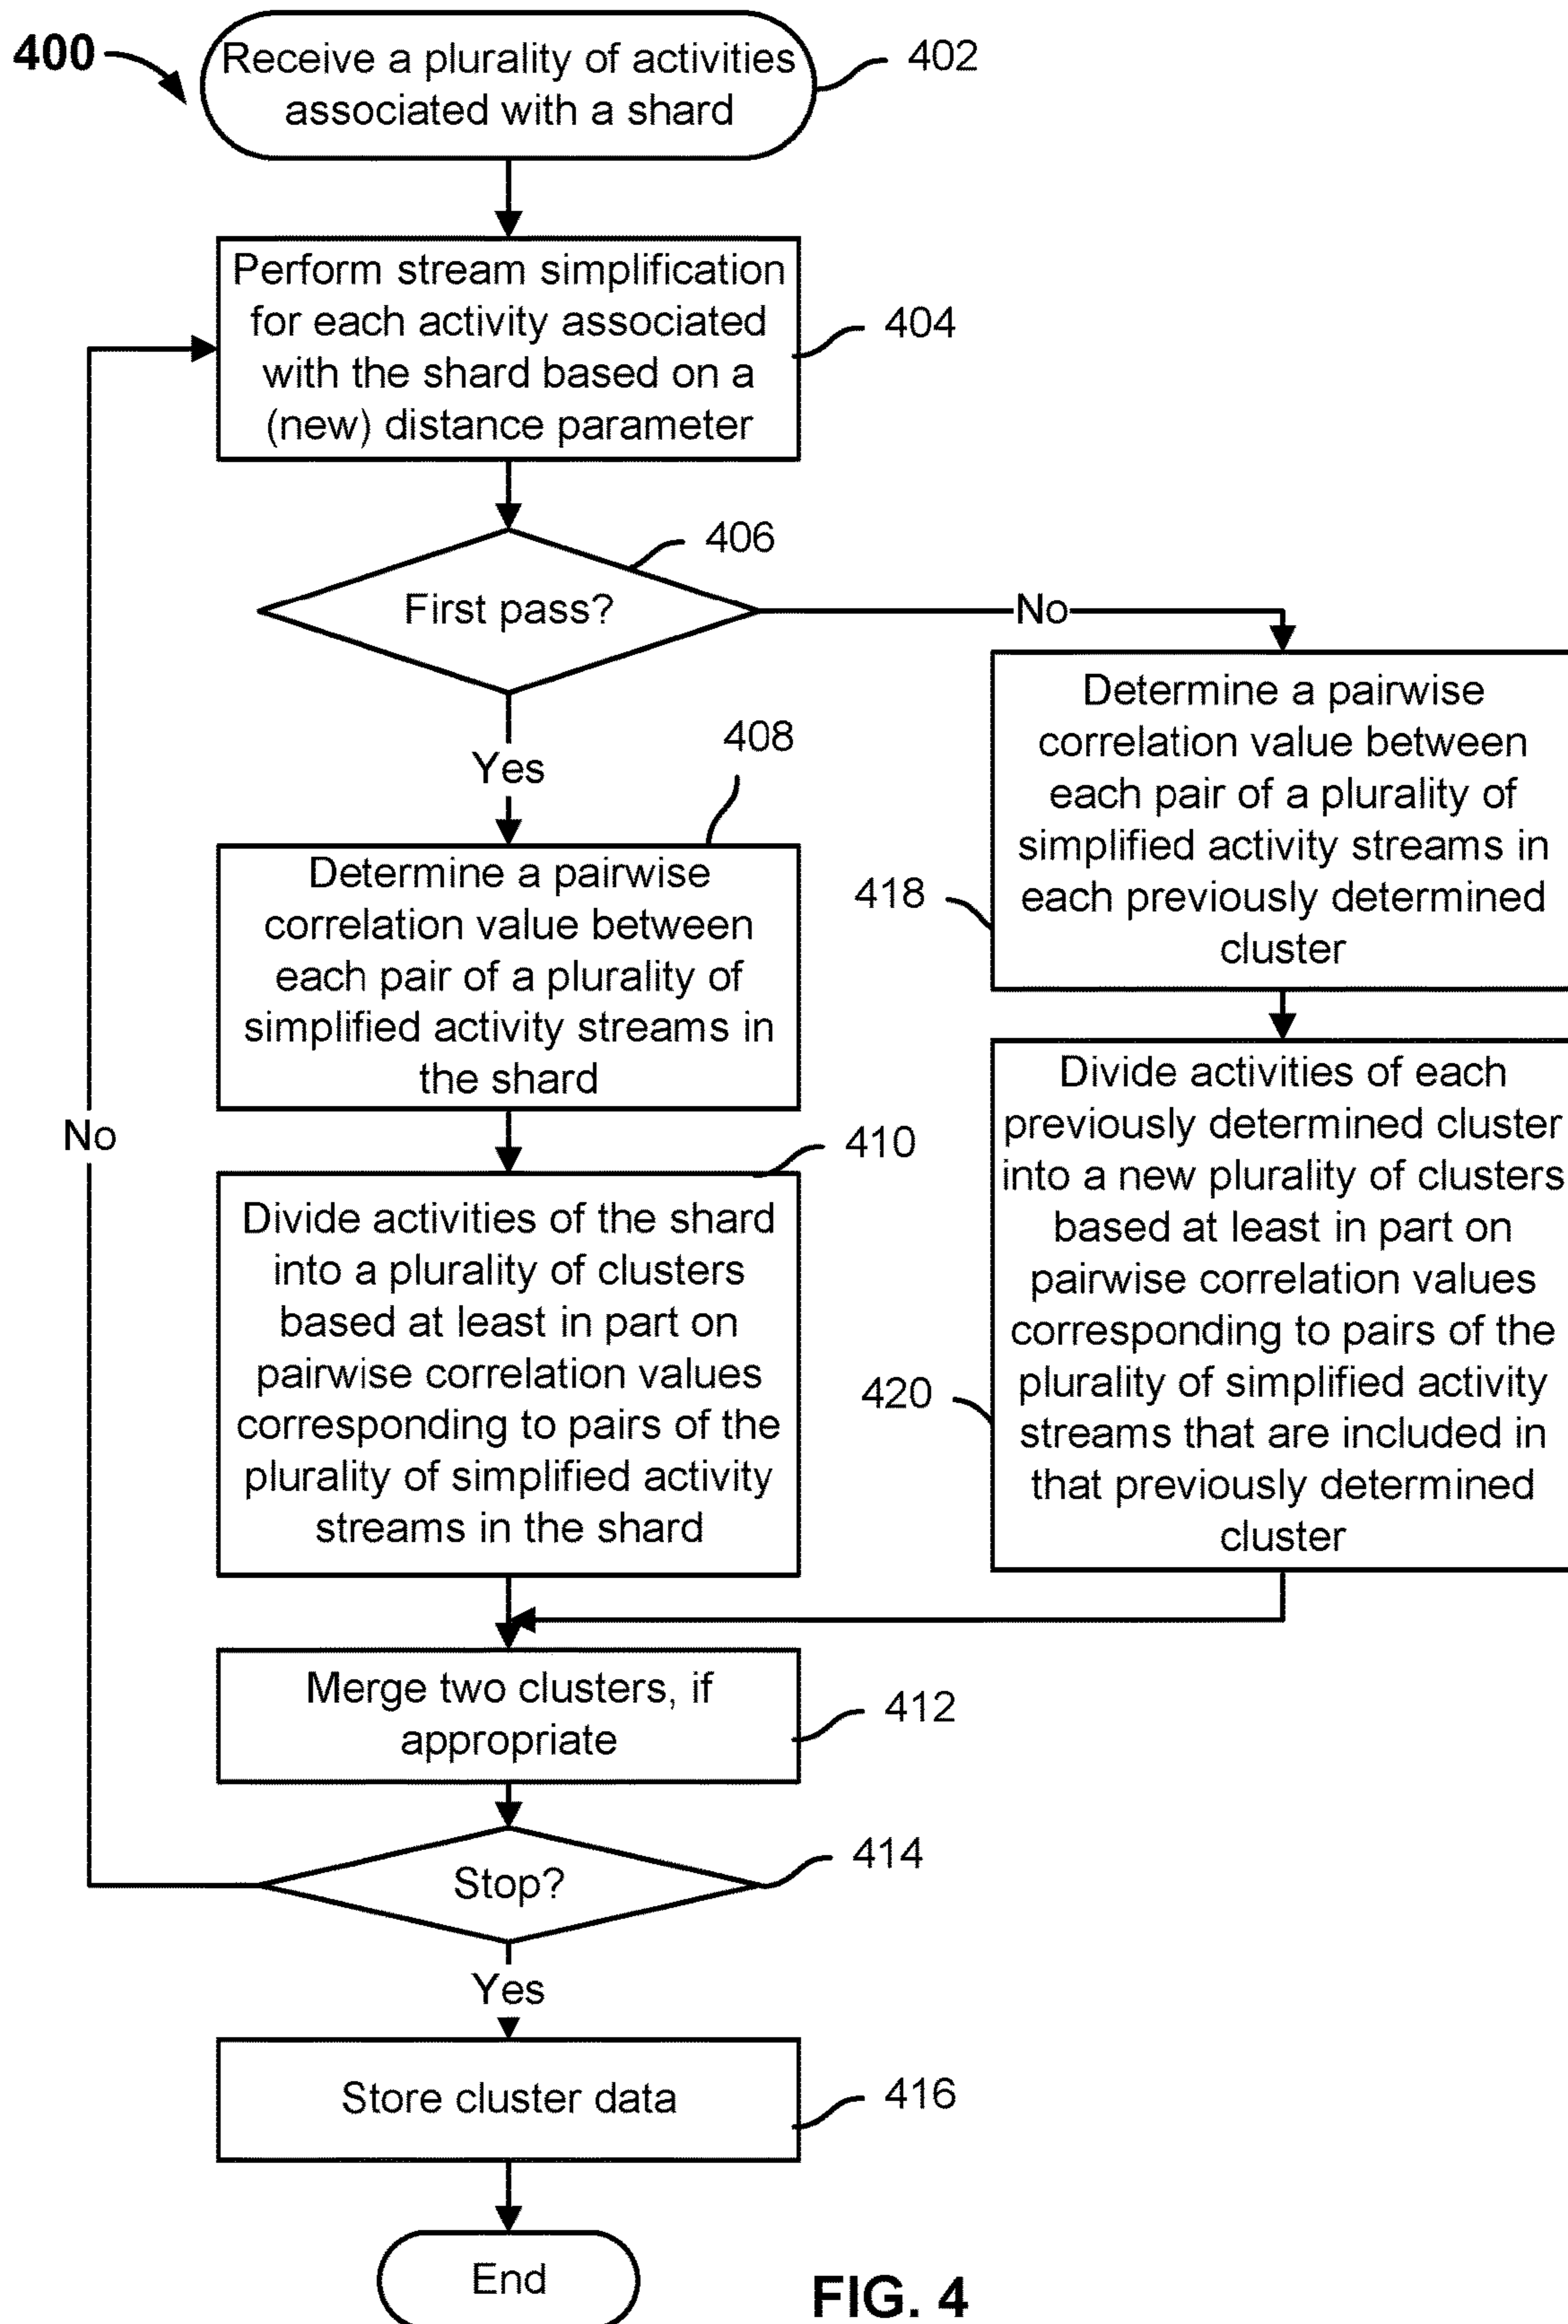 400
Receive a plurality of activities
associated with a shard
402
Perform stream simplification
for each activity associated
with the shard based on a
(new) distance parameter
404
406
First pass?
No
Yes
408
Determine a pairwise
correlation value between
each pair of a plurality of
simplified activity streams in
the shard
Determine a pairwise
correlation value between
each pair of a plurality of
simplified activity streams in
each previously determined
cluster
418
No
410
Divide activities of the shard
into a plurality of clusters
based at least in part on
pairwise correlation values
corresponding to pairs of the
plurality of simplified activity
streams in the shard
Divide activities of each
previously determined cluster
into a new plurality of clusters
based at least in part on
pairwise correlation values
corresponding to pairs of the
plurality of simplified activity
streams that are included in
that previously determined
cluster
420
Merge two clusters, if
appropriate
412
Stop?
414
Yes
Store cluster data
416
End
FIG. 4